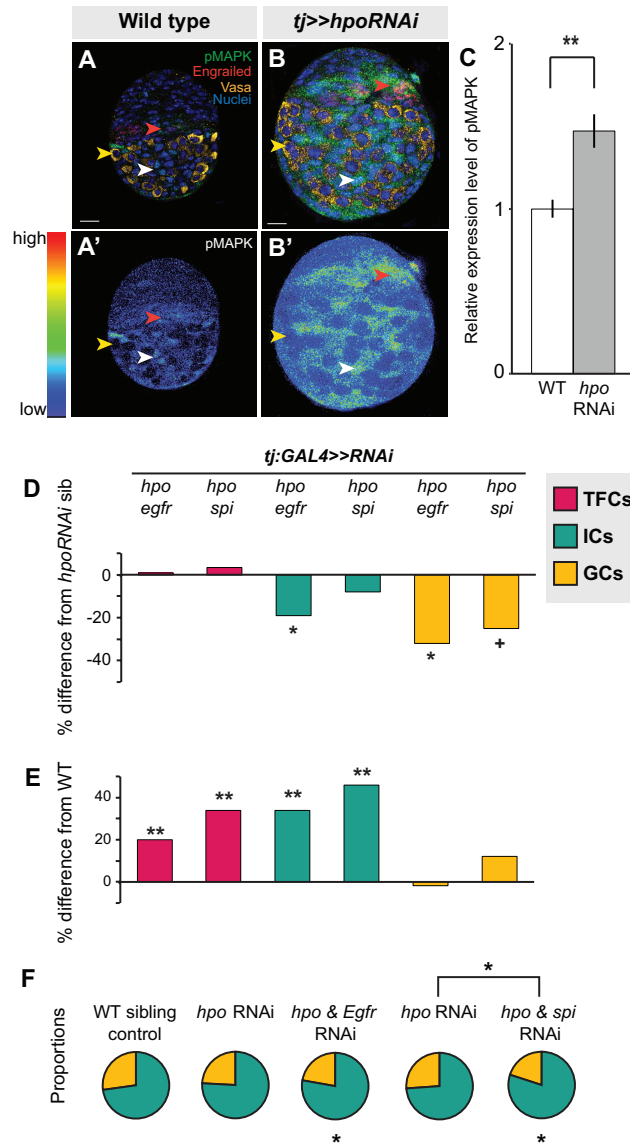 Wild type
tj>>hpoRNAi
A
pMAPK
Engrailed
Vasa
Nuclei
B
C
**
Relative expression level of pMAPK
2
1
0
WT
hpo
RNAi
high
low
A'
pMAPK
B'
tj:GAL4>>RNAi
D
hpo
egfr
hpo
spi
hpo
egfr
hpo
spi
hpo
egfr
hpo
spi
TFCs
ICs
GCs
% difference from hpoRNAi sib
0
-20
-40
*
*
+
E
% difference from WT
40
20
0
**
**
**
**
F
*
Proportions
WT sibling
control
hpo RNAi
hpo & Egfr
RNAi
hpo RNAi
hpo & spi
RNAi
*
*